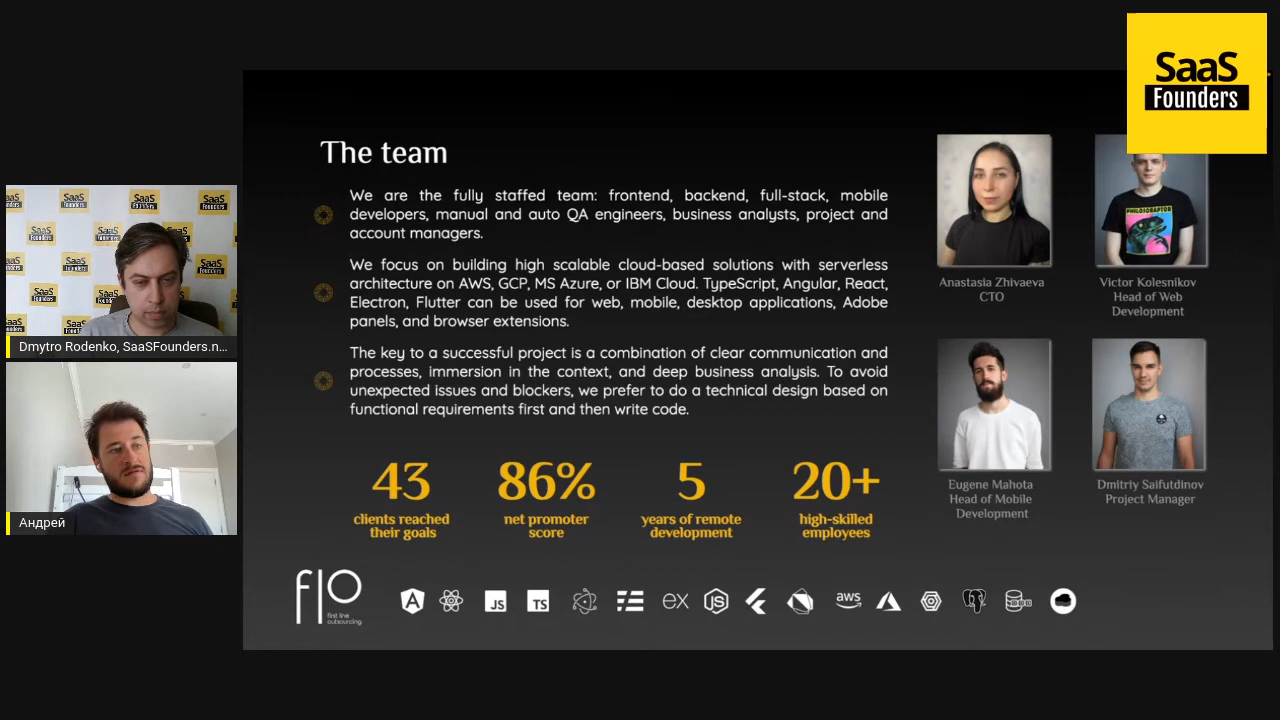 SaaS
Founders
The team
We are the fully staffed team: frontend, backend, full-stack, mobile
developers, manual and auto QA engineers, business analysts, project and
account managers.
We focus on building high scalable cloud-based solutions with serverless
architecture on AWS, GCP, MS Azure, or IBM Cloud. TypeScript, Angular, React,
Electron, Flutter can be used for web, mobile, desktop applications, Adobe
panels, and browser extensions.
The key to a successful project is a combination of clear communication and
processes, immersion in the context, and deep business analysis. To avoid
unexpected issues and blockers, we prefer to do a technical design based on
functional requirements first and then write code.
43
clients reached
their goals
86%
net promoter
score
5
years of remote
development
20+
high-skilled
employees
PHILOSORAPTOR
Anastasia Zhivaeva
CTO
Victor Kolesnikov
Head of Web
Development
Eugene Mahota
Head of Mobile
Development
Dmitriy Saifutdinov
Project Manager
Dmytro Rodenko, SaaSFounders.n...
Андрей
flo
first line
outsourcing
A
JS
TS
ex
JS
aws